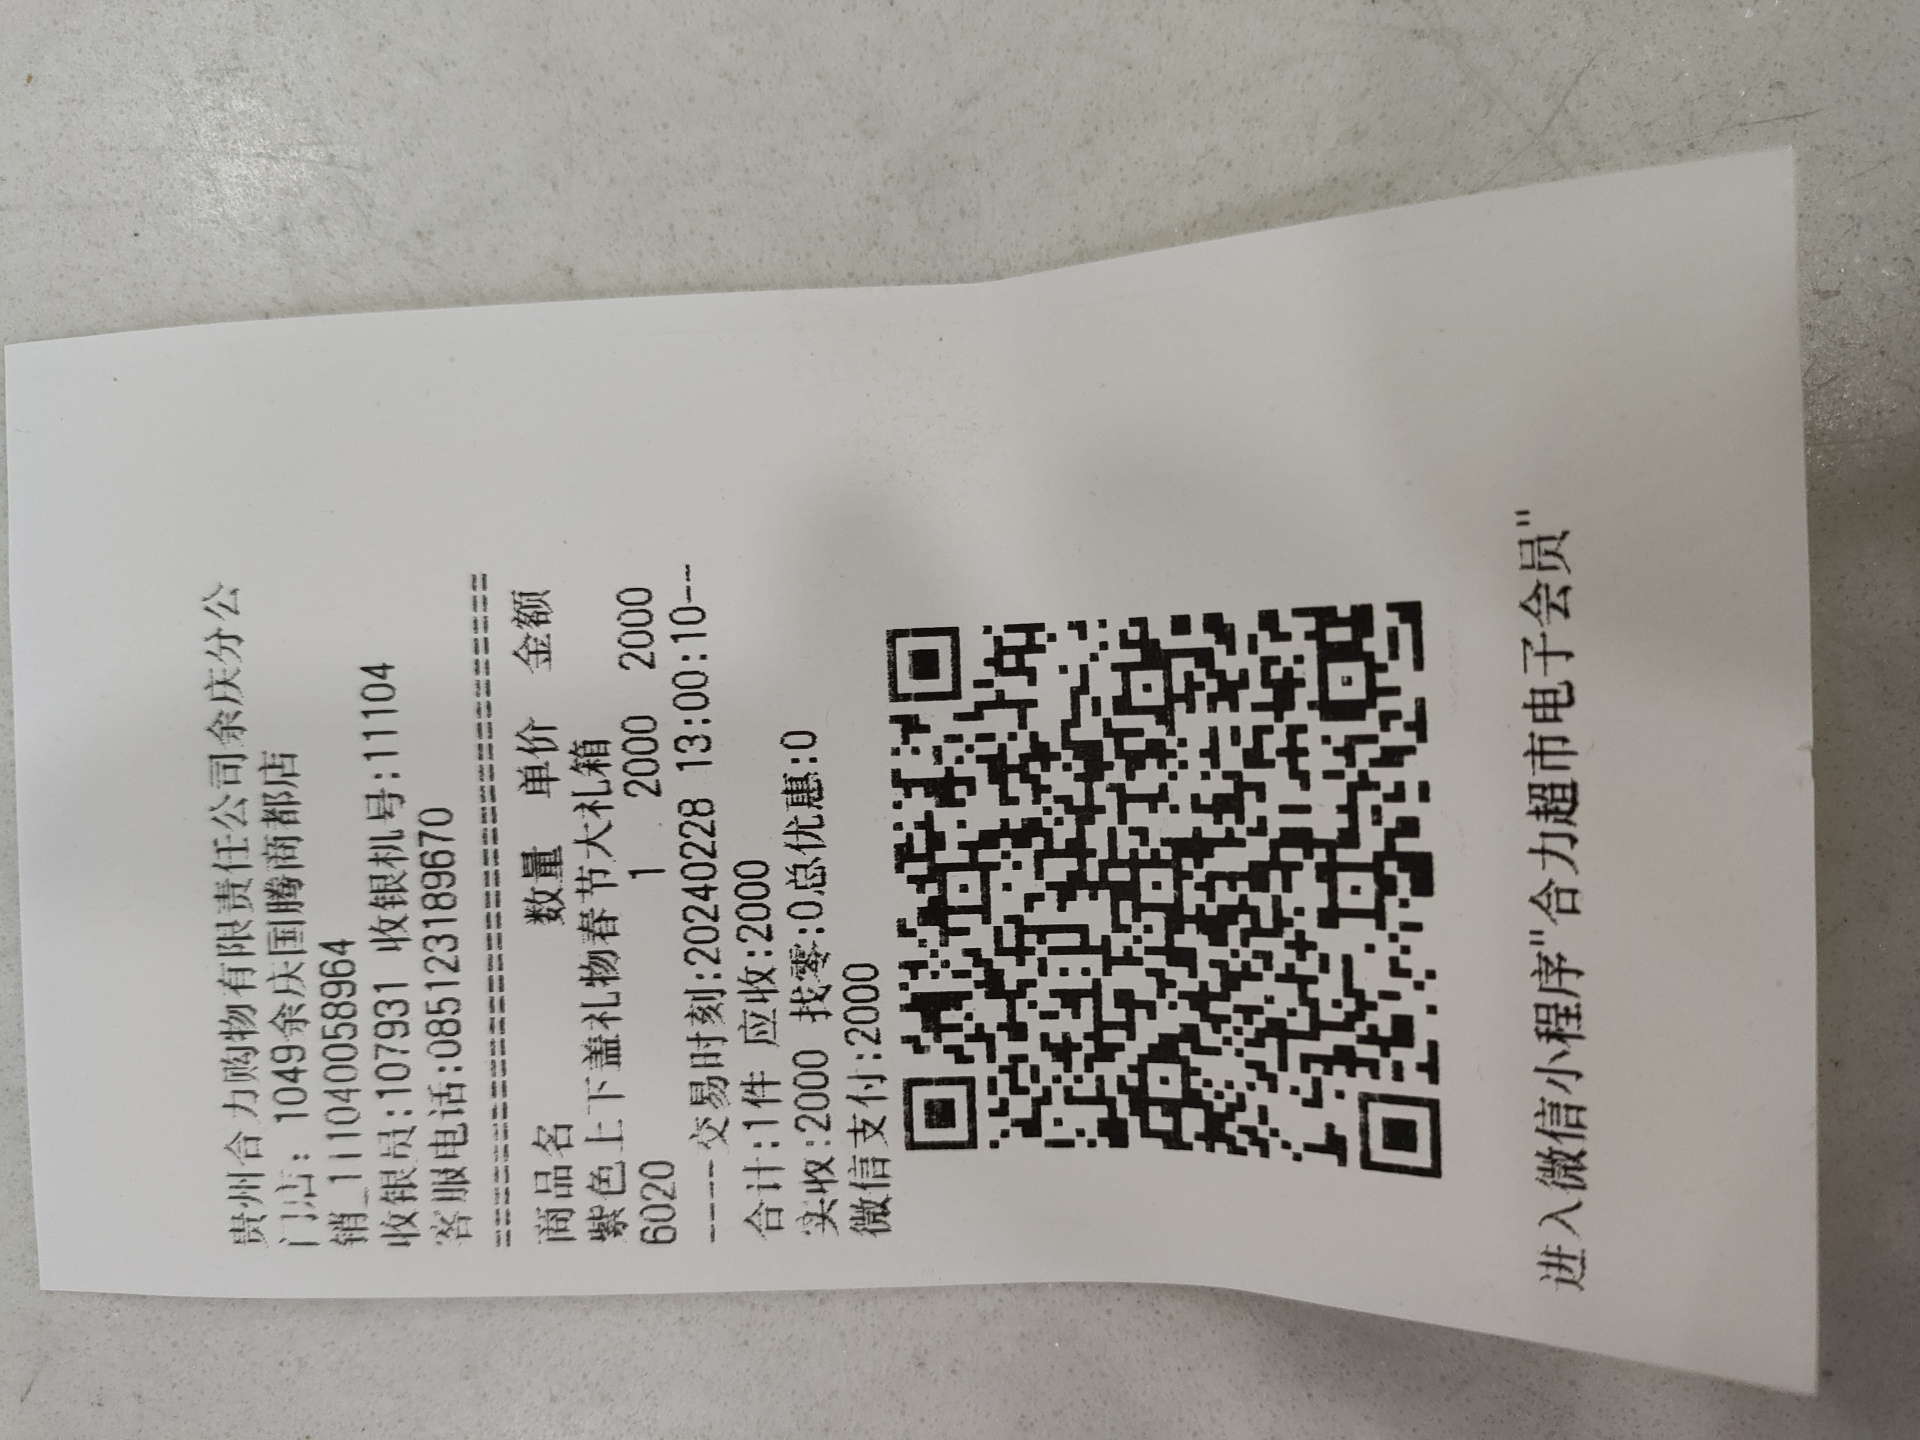 贵州合力购物有限责任公司余庆分公
门店: 1049余庆国腾商都店
销_111040058964
收银员:107931 收银机号:11104
客服电话:085123189670
================================
商品名 数量 单价 金额
紫色上下盖礼物春节大礼箱
6020 1 2000 2000
----交易时刻:20240228 13:00:10--
合计:1件 应收:2000
实收:2000 找零:0总优惠:0
微信支付:2000
进入微信小程序"合力超市电子会员"